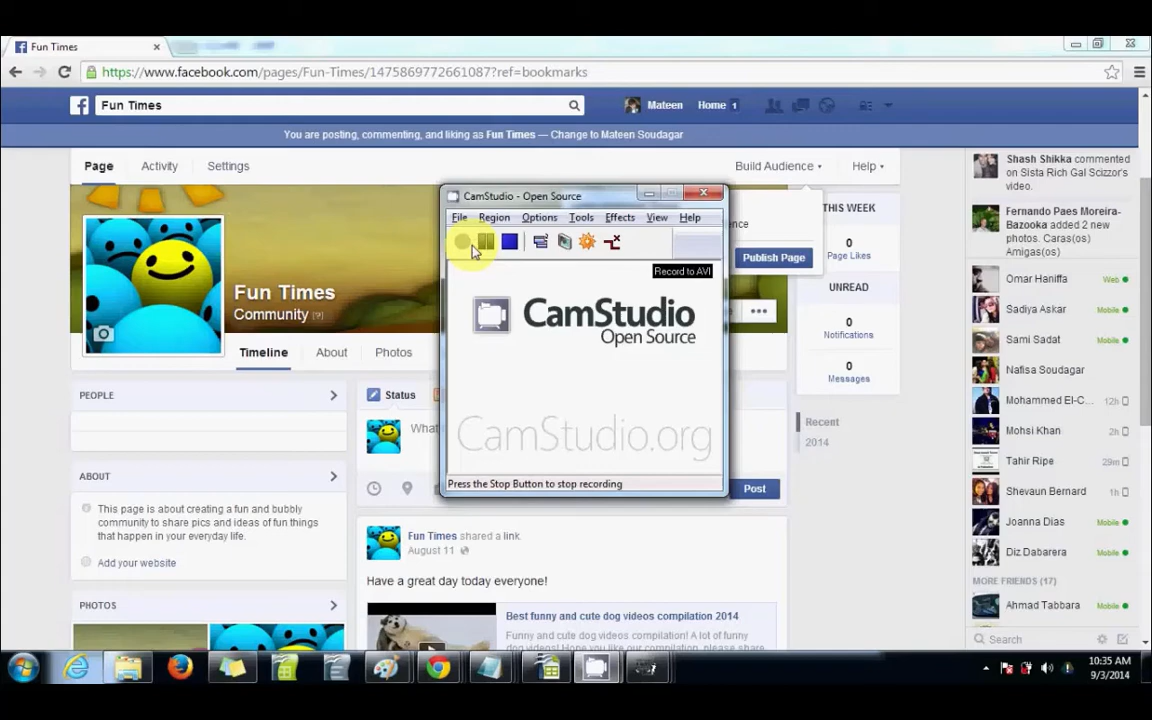 Fun Times
https://www.facebook.com/pages/Fun-Times/1475869772661087?ref=bookmarks
Fun Times
Mateen
Home 1
You are posting, commenting, and liking as Fun Times — Change to Mateen Soudagar
Page
Activity
Settings
Build Audience
Help
CamStudio - Open Source
File Region Options Tools Effects View Help
Record to AVI
CamStudio
Open Source
CamStudio.org
Press the Stop Button to stop recording
ence
Publish Page
THIS WEEK
0
Page Likes
UNREAD
0
Notifications
0
Messages
Recent
2014
Fun Times
Community [?]
Timeline
About
Photos
PEOPLE
ABOUT
This page is about creating a fun and bubbly
community to share pics and ideas of fun things
that happen in your everyday life.
Add your website
PHOTOS
Status
What
Post
Fun Times shared a link.
August 11
Have a great day today everyone!
Best funny and cute dog videos compilation 2014
Funny and cute dog videos compilation! A lot of funny
Shash Shikka commented
on Sista Rich Gal Scizzor's
video.
Fernando Paes Moreira-
Bazooka added 2 new
photos. Caras(os)
Amigas(os)
Omar Haniffa Web
Sadiya Askar Mobile
Sami Sadat Mobile
Nafisa Soudagar
Mohammed El-C... 12h
Mohsi Khan 2h
Tahir Ripe 29m
Shevaun Bernard 1h
Joanna Dias Mobile
Diz Dabarera Mobile
MORE FRIENDS (17)
Ahmad Tabbara Mobile
Search
10:35 AM
9/3/2014